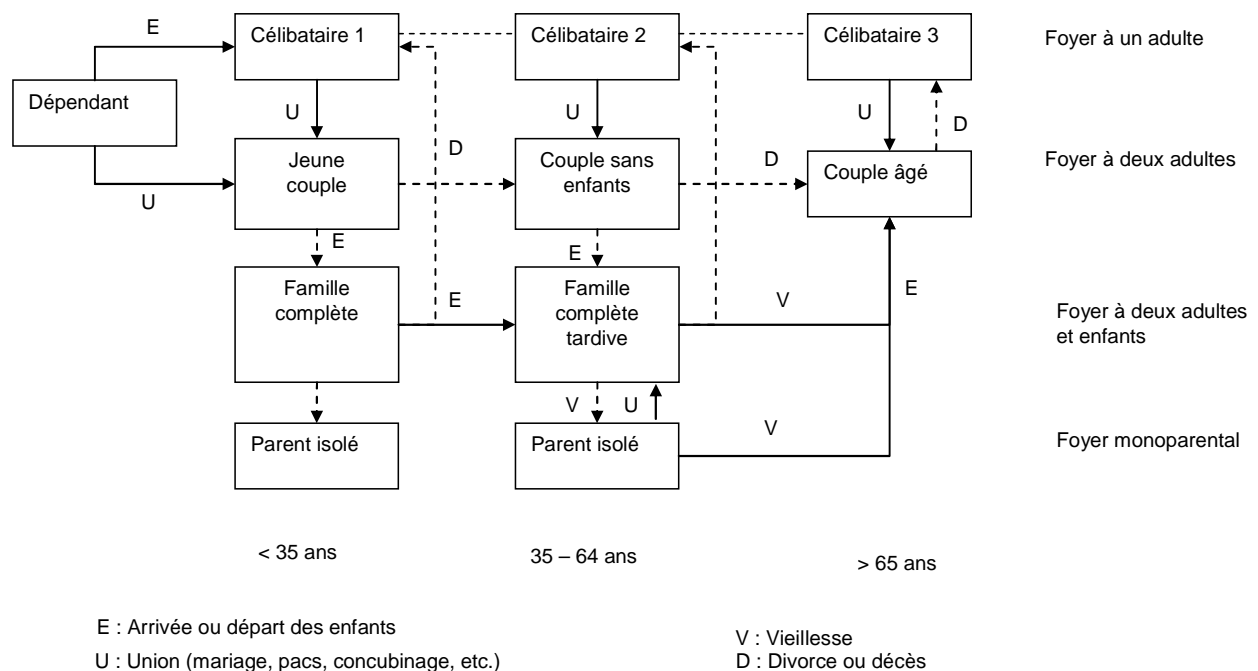 E
Célibataire 1
Célibataire 2
Célibataire 3
Foyer à un adulte
Dépendant
U
U
U
D
D
D
Jeune
couple
Couple sans
enfants
Couple âgé
Foyer à deux adultes
U
E
E
Famille
complète
E
Famille
complète
tardive
V
E
Foyer à deux adultes
et enfants
V
U
Parent isolé
Parent isolé
V
Foyer monoparental
< 35 ans
35 – 64 ans
> 65 ans
E : Arrivée ou départ des enfants
U : Union (mariage, pacs, concubinage, etc.)
V : Vieillesse
D : Divorce ou décès